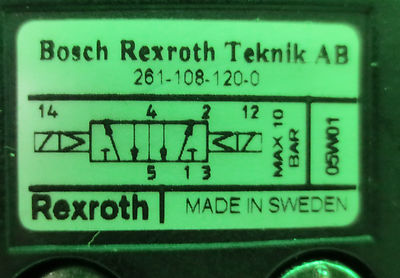 Bosch Rexroth Teknik AB
261-108-120-0
14 4 2 12
5 1 3
MAX 10
BAR
05W01
Rexroth
MADE IN SWEDEN